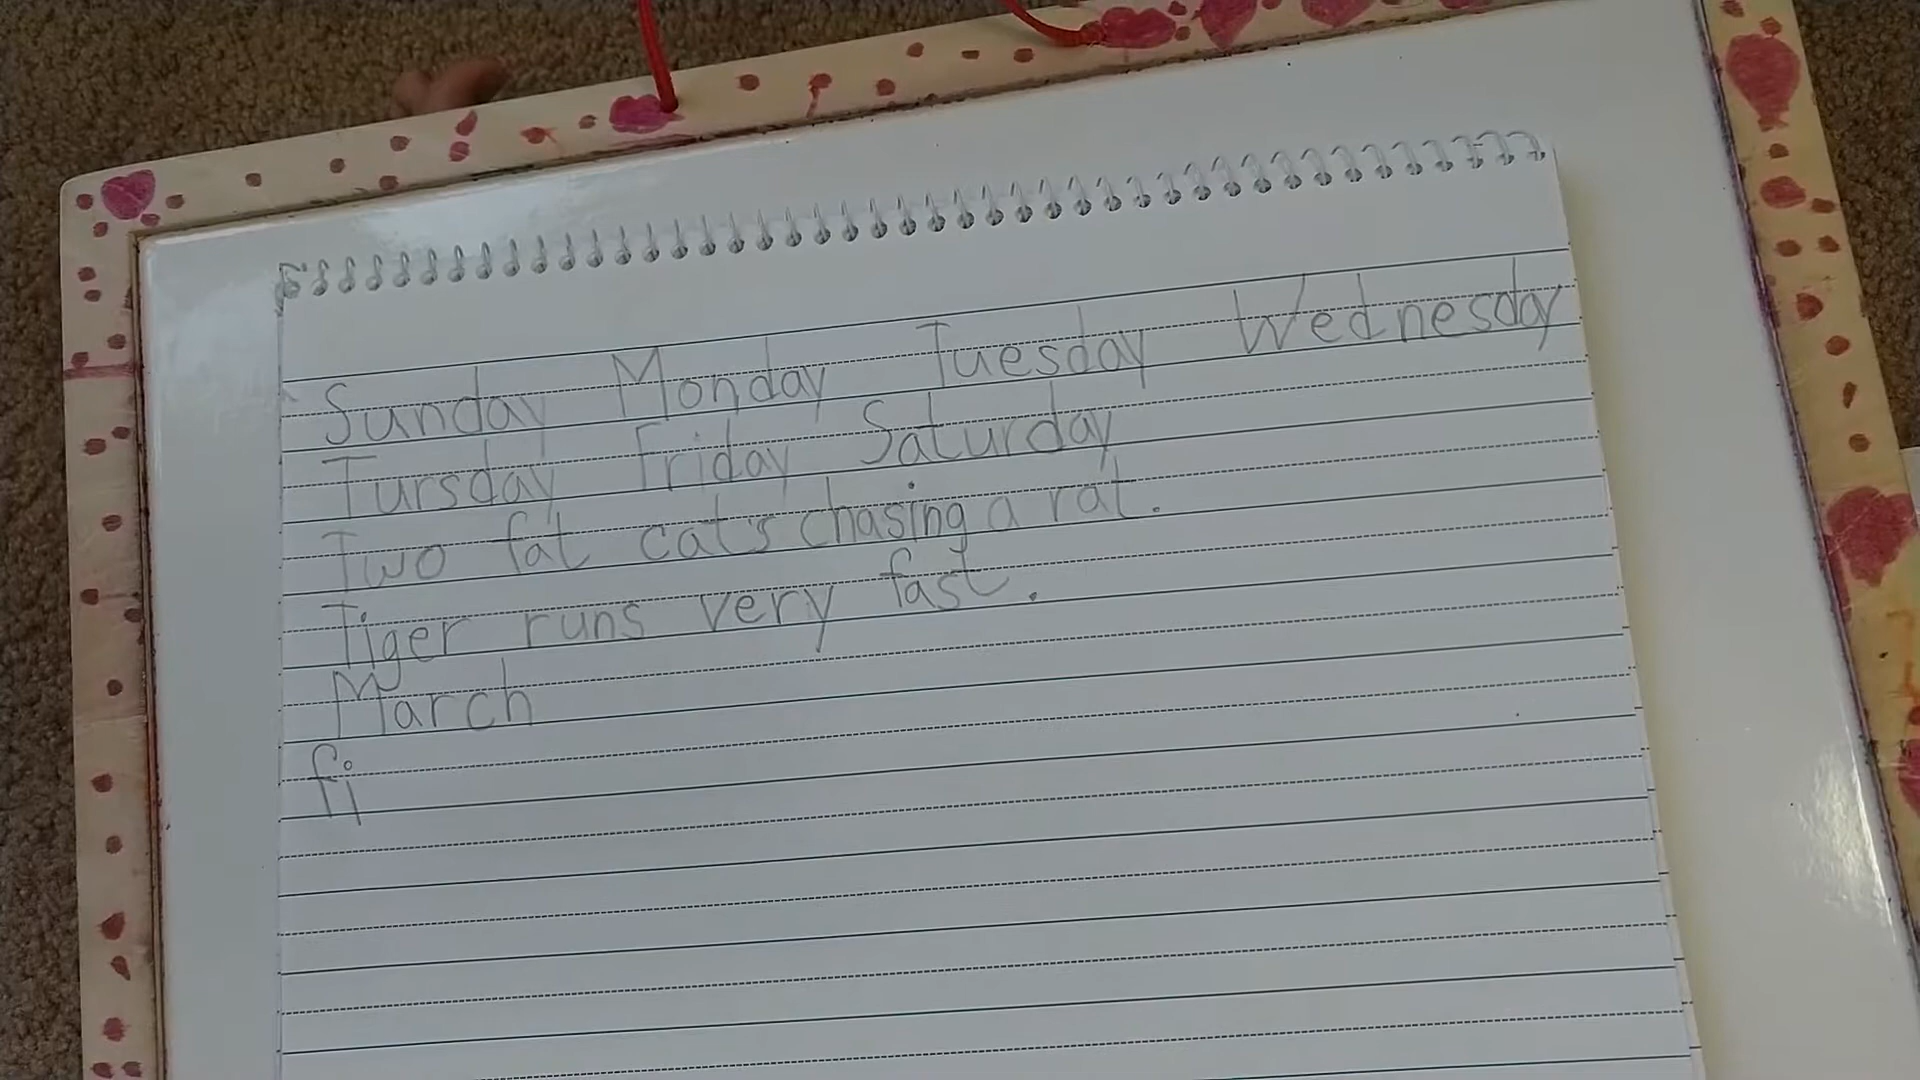 Sunday Monday Tuesday Wednesday
Tursday Friday Saturday
Two fat cat's chasing a rat.
Tiger runs very fast.
March
fi